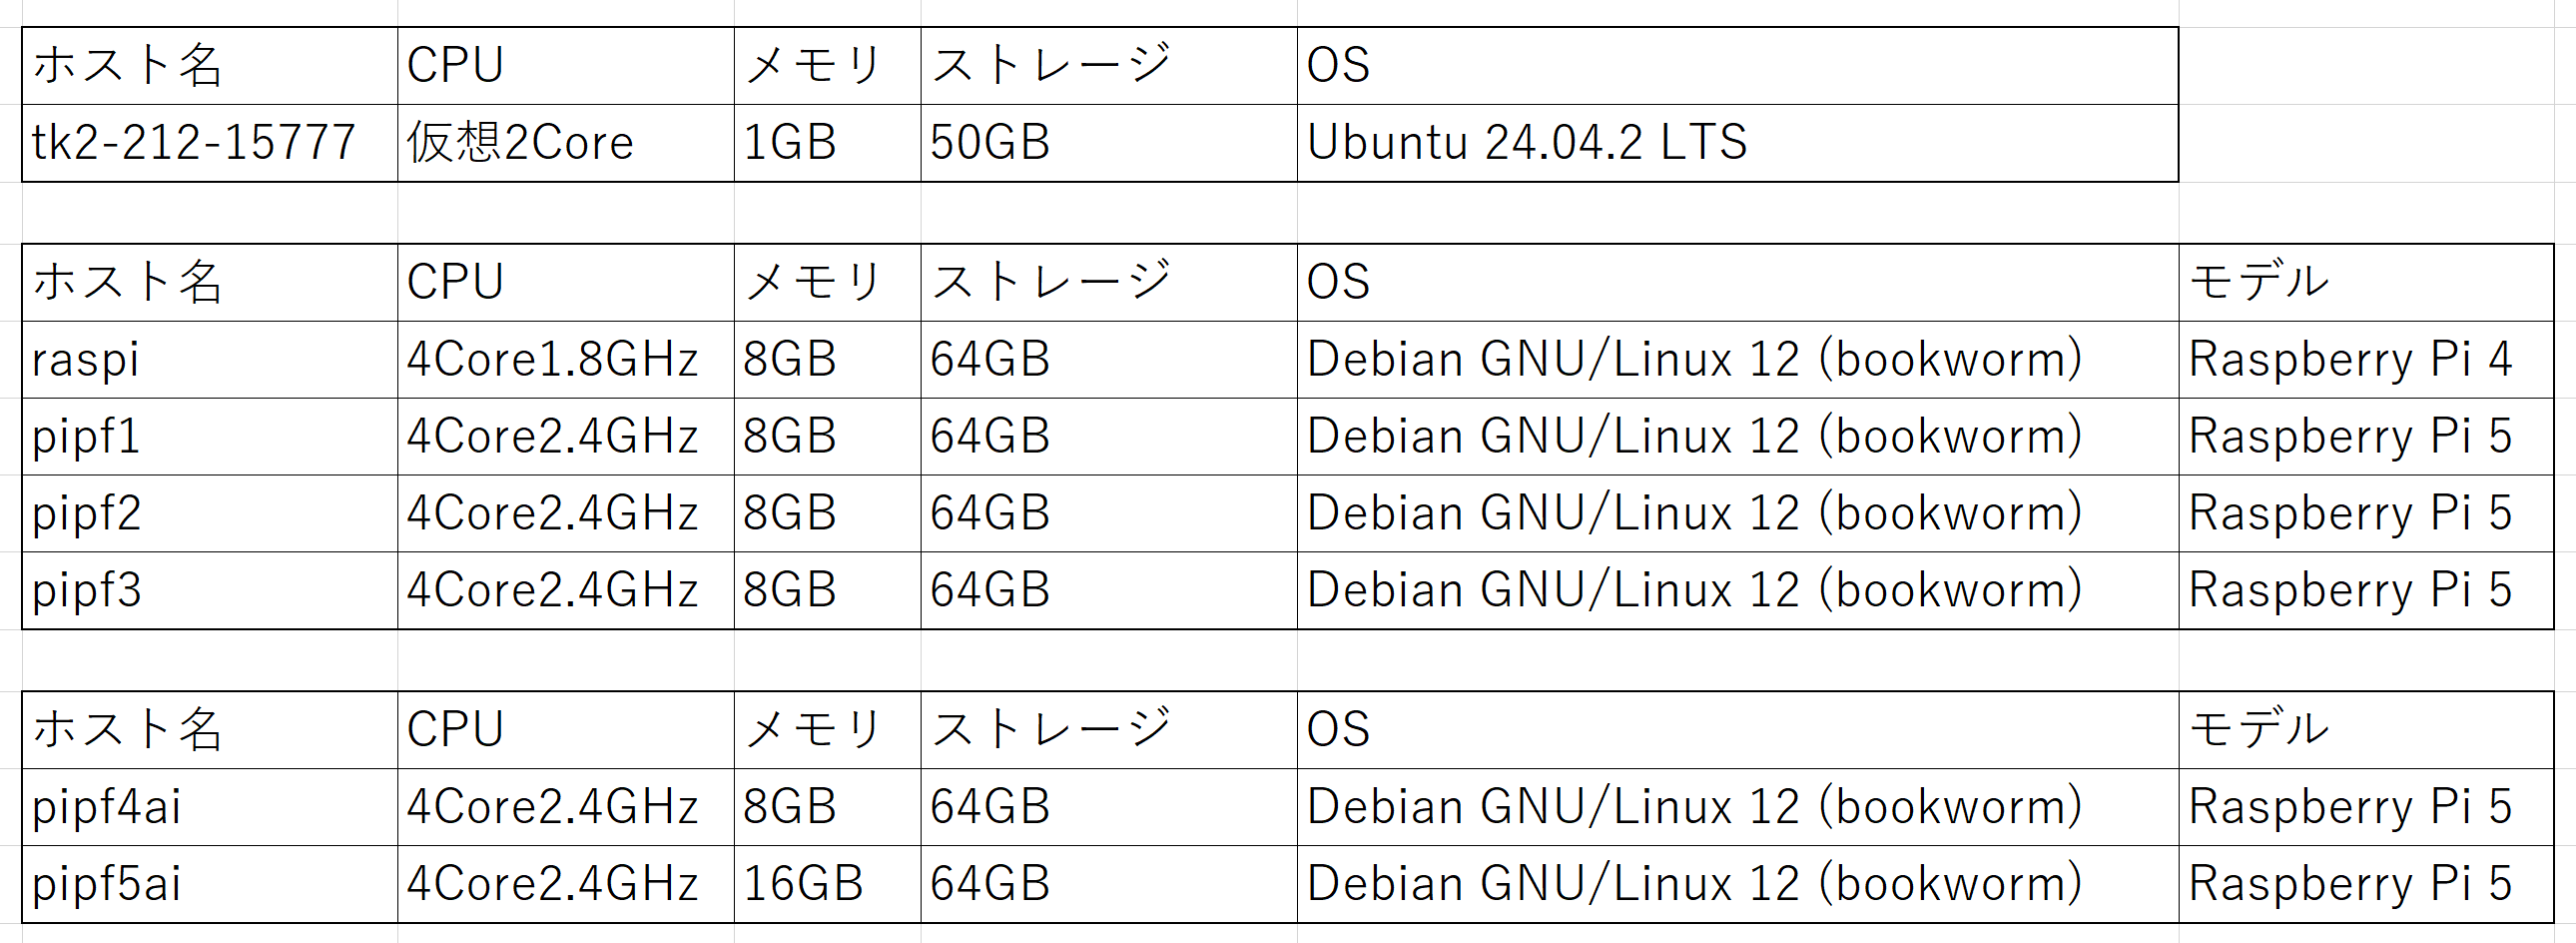 ホスト名 CPU メモリ ストレージ OS
tk2-212-15777 仮想2Core 1GB 50GB Ubuntu 24.04.2 LTS
ホスト名 CPU メモリ ストレージ OS モデル
raspi 4Core1.8GHz 8GB 64GB Debian GNU/Linux 12 (bookworm) Raspberry Pi 4
pipf1 4Core2.4GHz 8GB 64GB Debian GNU/Linux 12 (bookworm) Raspberry Pi 5
pipf2 4Core2.4GHz 8GB 64GB Debian GNU/Linux 12 (bookworm) Raspberry Pi 5
pipf3 4Core2.4GHz 8GB 64GB Debian GNU/Linux 12 (bookworm) Raspberry Pi 5
ホスト名 CPU メモリ ストレージ OS モデル
pipf4ai 4Core2.4GHz 8GB 64GB Debian GNU/Linux 12 (bookworm) Raspberry Pi 5
pipf5ai 4Core2.4GHz 16GB 64GB Debian GNU/Linux 12 (bookworm) Raspberry Pi 5